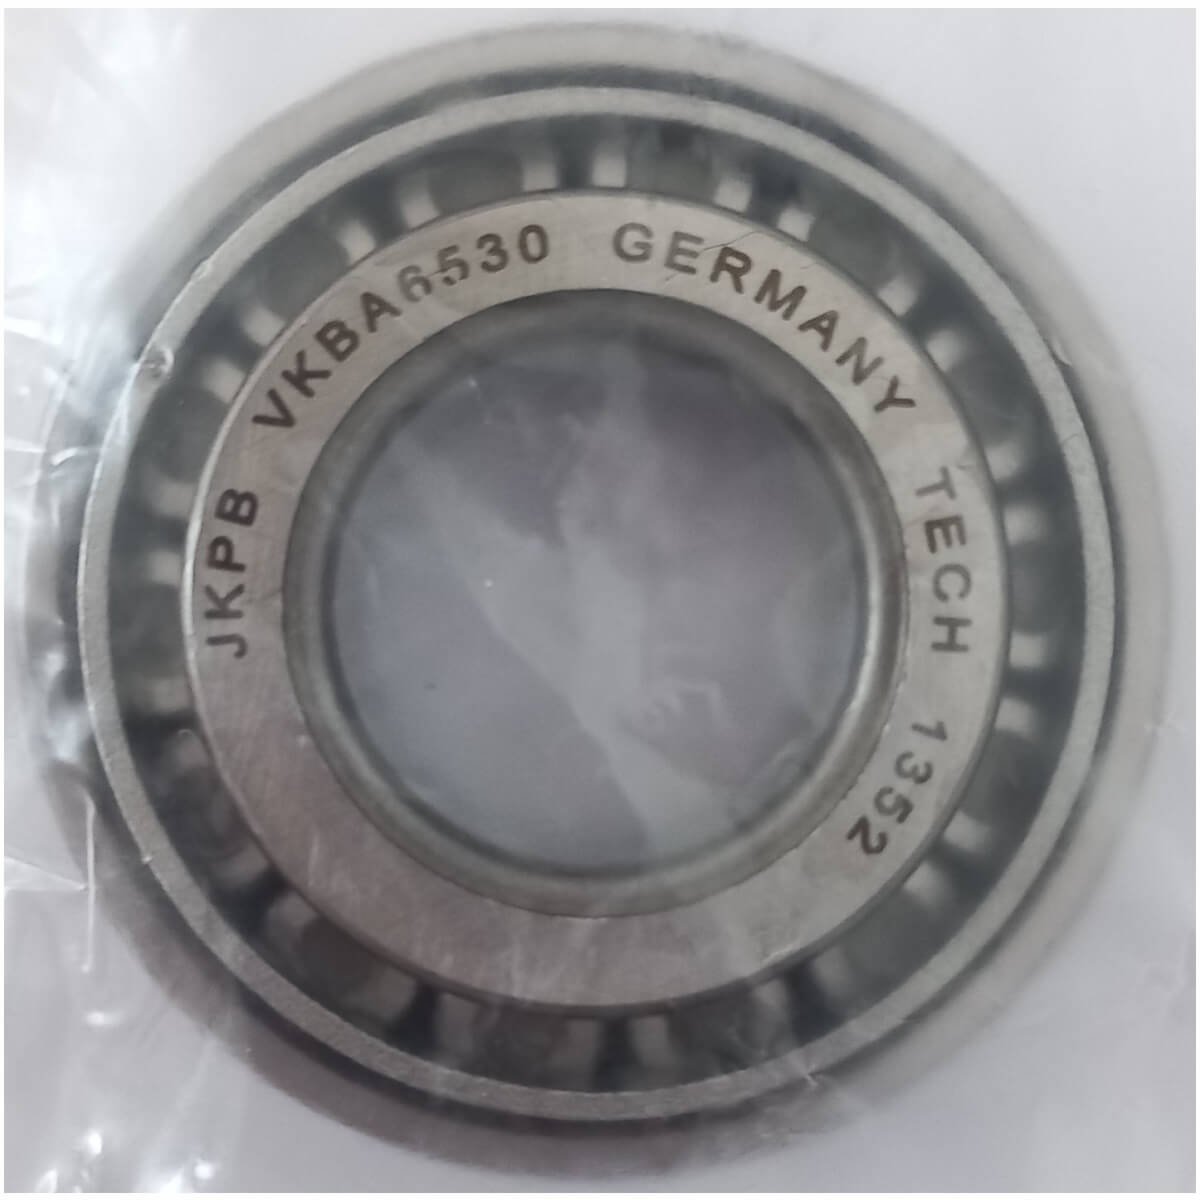 JKPB VKBA6530 GERMANY TECH 1352